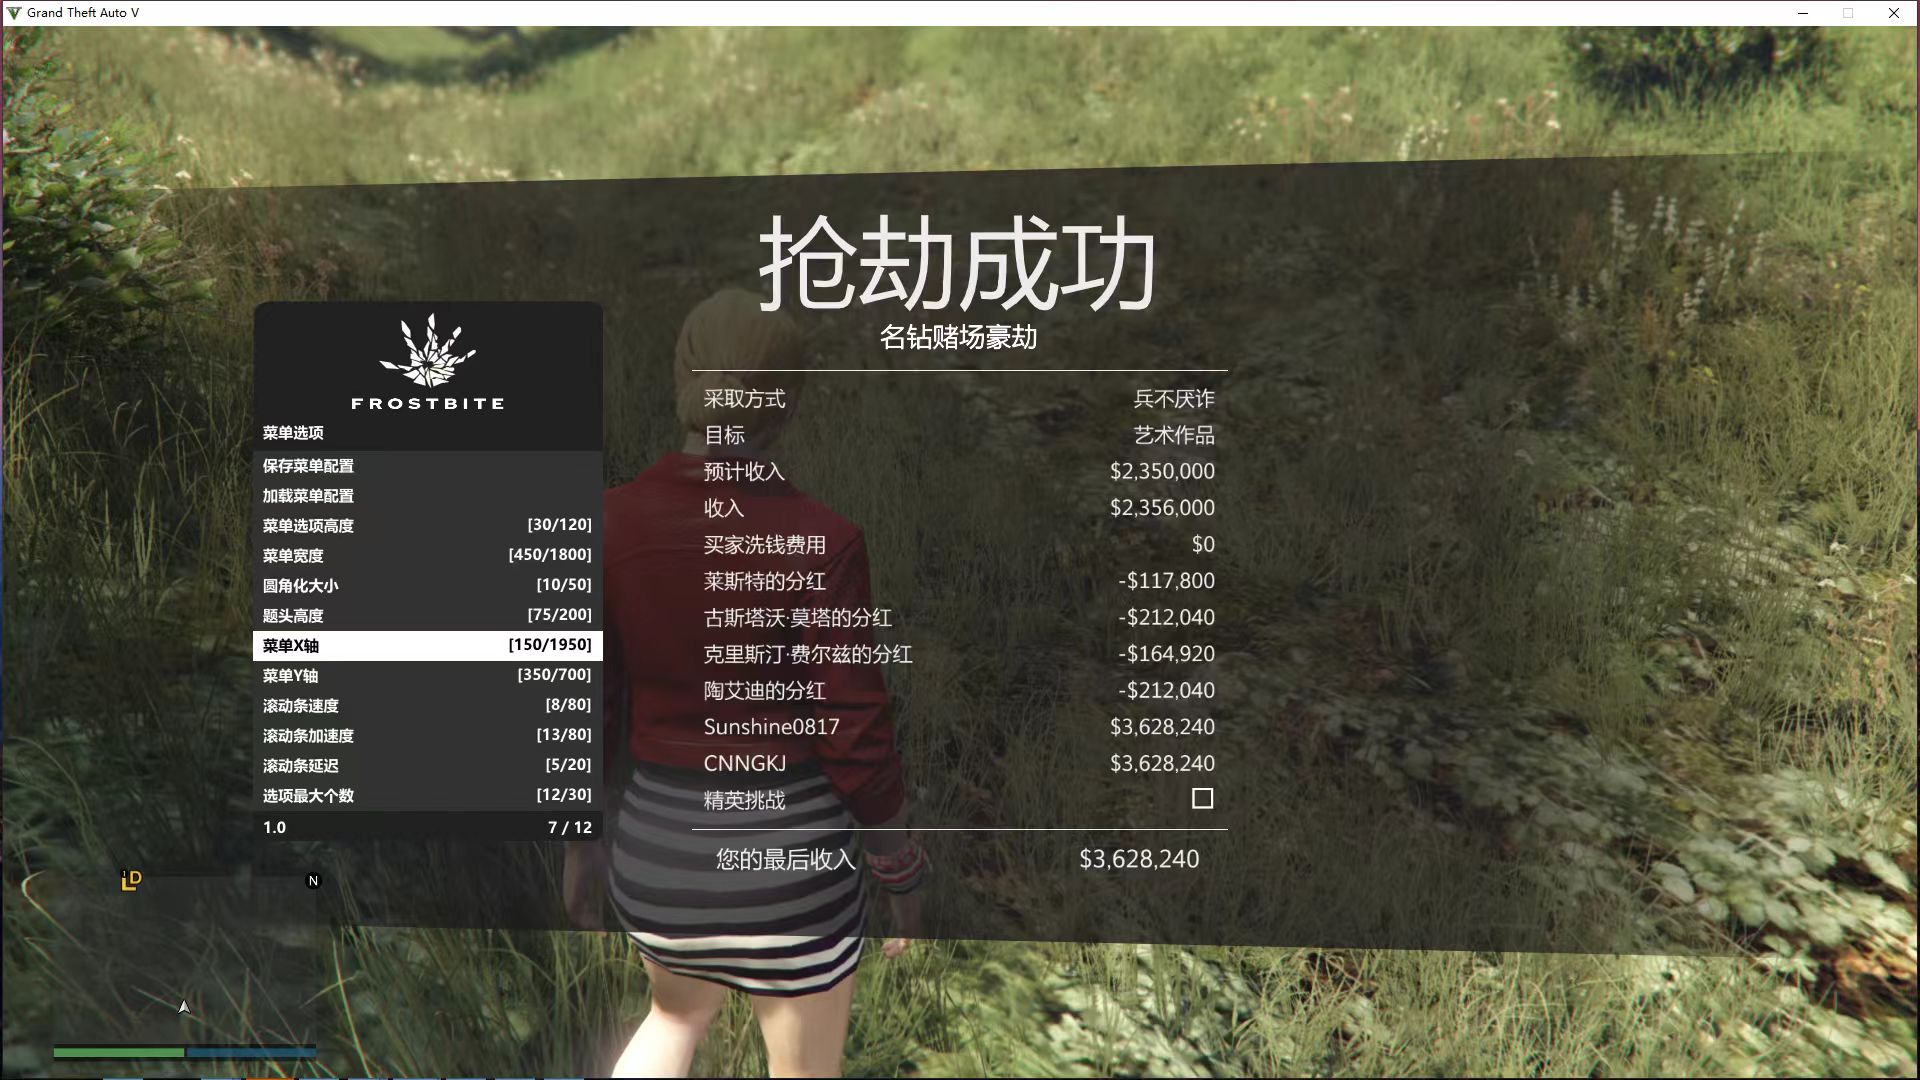 Grand Theft Auto V
抢劫成功
名钻赌场豪劫
采取方式 兵不厌诈
目标 艺术作品
预计收入 $2,350,000
收入 $2,356,000
买家洗钱费用 $0
莱斯特的分红 -$117,800
古斯塔沃·莫塔的分红 -$212,040
克里斯汀·费尔兹的分红 -$164,920
陶艾迪的分红 -$212,040
Sunshine0817 $3,628,240
CNNGKJ $3,628,240
精英挑战
您的最后收入 $3,628,240
FROSTBITE
菜单选项
保存菜单配置
加载菜单配置
菜单选项高度 [30/120]
菜单宽度 [450/1800]
圆角化大小 [10/50]
题头高度 [75/200]
菜单X轴 [150/1950]
菜单Y轴 [350/700]
滚动条速度 [8/80]
滚动条加速度 [13/80]
滚动条延迟 [5/20]
选项最大个数 [12/30]
1.0 7 / 12
LD
N